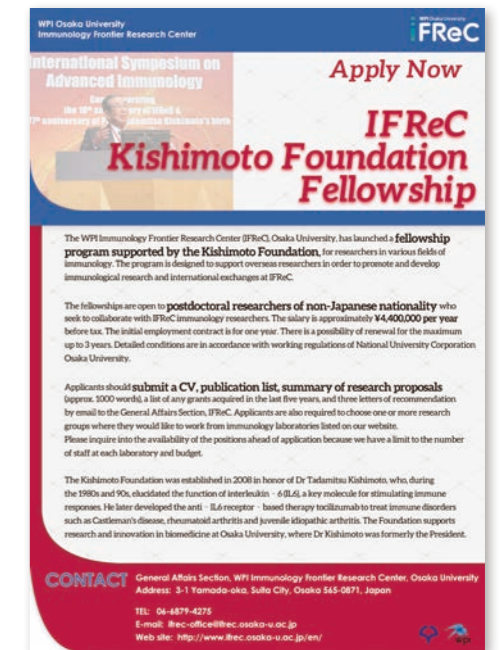 WPI Osaka University
Immunology Frontier Research Center
WPI Osaka University
iFReC
International Symposium on
Advanced Immunology
Apply Now
IFReC
Kishimoto Foundation
Fellowship
The WPI Immunology Frontier Research Center (IFReC), Osaka University, has launched a fellowship
program supported by the Kishimoto Foundation, for researchers in various fields of
immunology. The program is designed to support overseas researchers in order to promote and develop
immunological research and international exchanges at IFReC.
The fellowships are open to postdoctoral researchers of non-Japanese nationality who
seek to collaborate with IFReC immunology researchers. The salary is approximately ¥4,400,000 per year
before tax. The initial employment contract is for one year. There is a possibility of renewal for the maximum
up to 3 years. Detailed conditions are in accordance with working regulations of National University Corporation
Osaka University.
Applicants should submit a CV, publication list, summary of research proposals
(approx. 1000 words), a list of any grants acquired in the last five years, and three letters of recommendation
by email to the General Affairs Section, IFReC. Applicants are also required to choose one or more research
groups where they would like to work from immunology laboratories listed on our website.
Please inquire into the availability of the positions ahead of application because we have a limit to the number
of staff at each laboratory and budget.
The Kishimoto Foundation was established in 2008 in honor of Dr Tadamitsu Kishimoto, who, during
the 1980s and 90s, elucidated the function of interleukin - 6 (IL6), a key molecule for stimulating immune
responses. He later developed the anti - IL6 receptor - based therapy tocilizumab to treat immune disorders
such as Castleman's disease, rheumatoid arthritis and juvenile idiopathic arthritis. The Foundation supports
research and innovation in biomedicine at Osaka University, where Dr Kishimoto was formerly the President.
CONTACT
General Affairs Section, WPI Immunology Frontier Research Center, Osaka University
Address: 3-1 Yamada-oka, Suita City, Osaka 565-0871, Japan
TEL: 06-6879-4275
E-mail: ifrec-office@ifrec.osaka-u.ac.jp
Web site: http://www.ifrec.osaka-u.ac.jp/en/
wpi